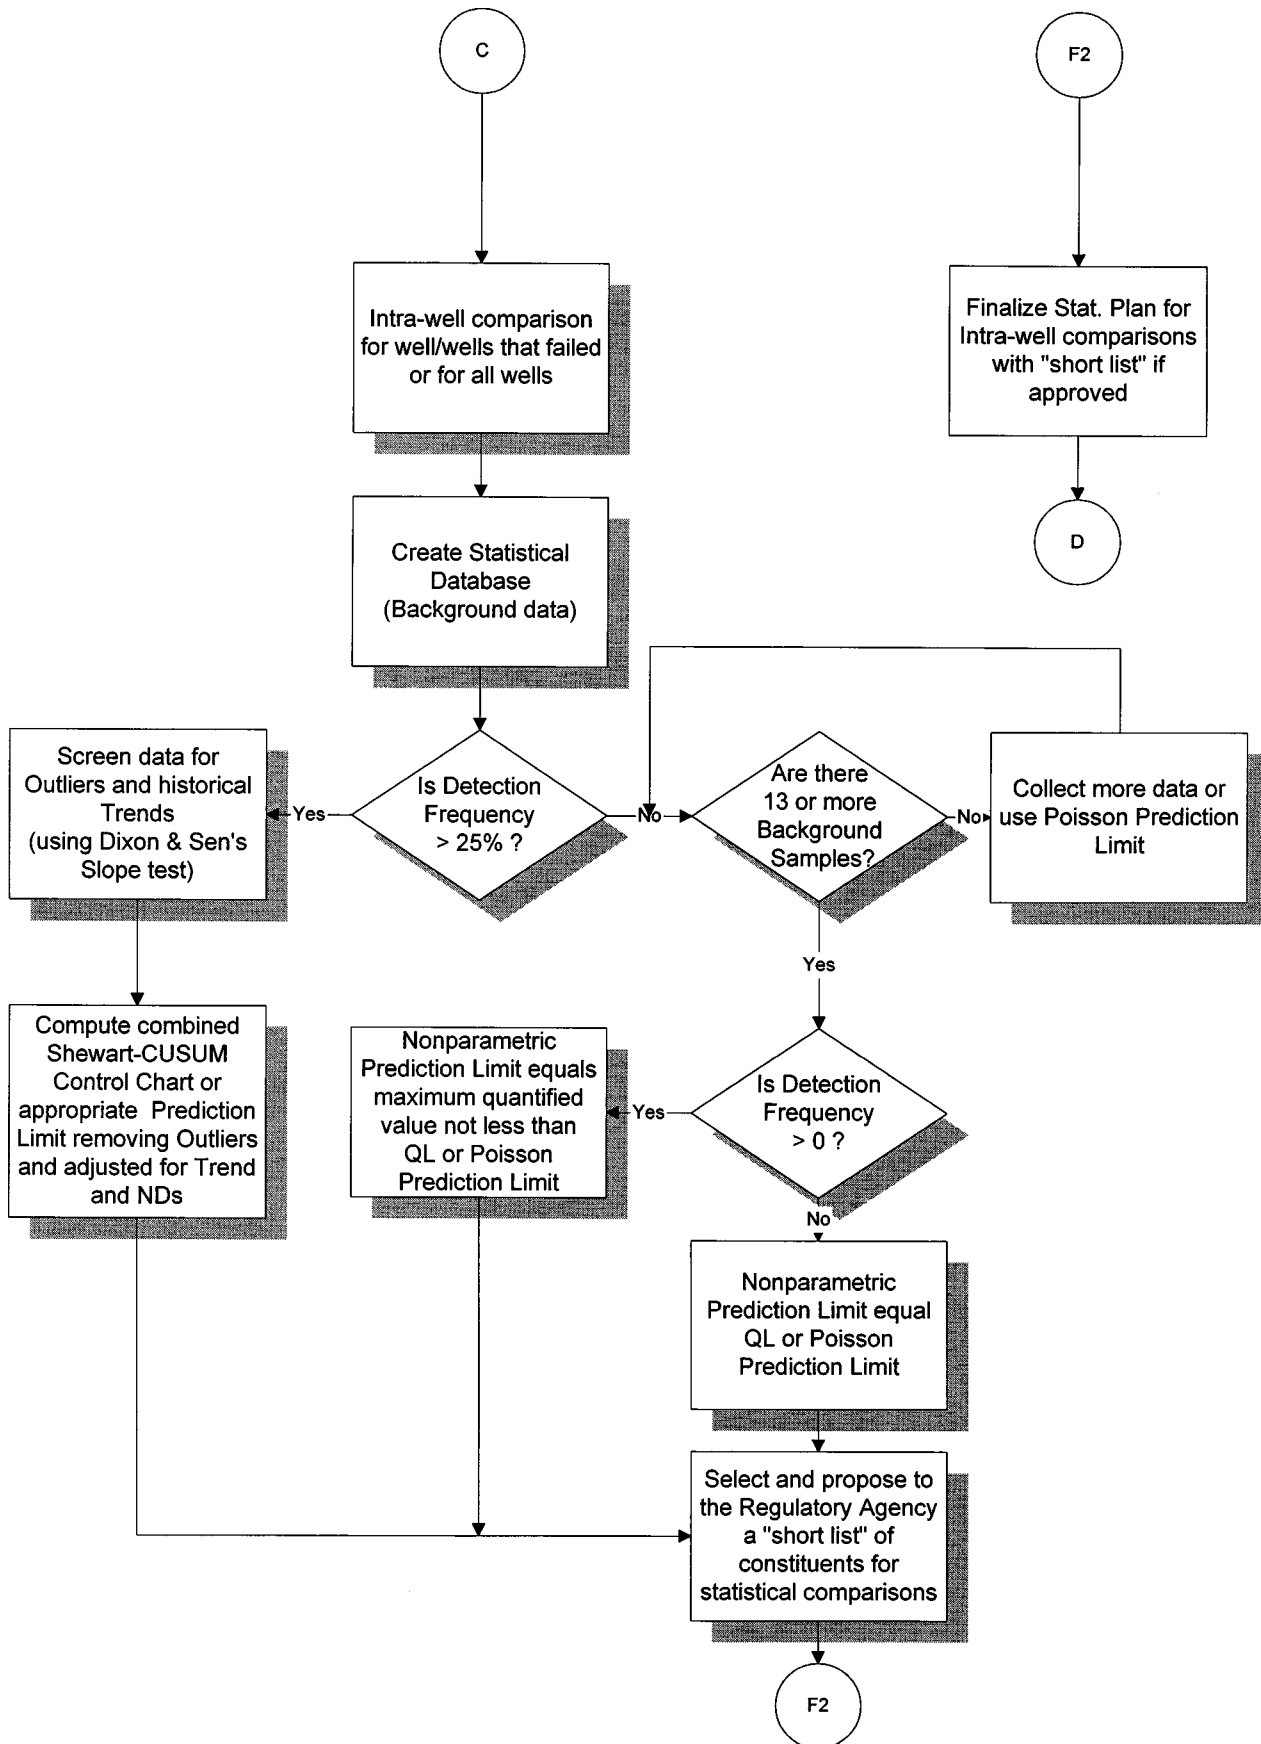 C
F2
Intra-well comparison
for well/wells that failed
or for all wells
Finalize Stat. Plan for
Intra-well comparisons
with "short list" if
approved
Create Statistical
Database
(Background data)
D
Screen data for
Outliers and historical
Trends
(using Dixon & Sen's
Slope test)
Yes
Is Detection
Frequency
> 25% ?
No
Are there
13 or more
Background
Samples?
No
Collect more data or
use Poisson Prediction
Limit
Yes
Compute combined
Shewart-CUSUM
Control Chart or
appropriate Prediction
Limit removing Outliers
and adjusted for Trend
and NDs
Nonparametric
Prediction Limit equals
maximum quantified
value not less than
QL or Poisson
Prediction Limit
Yes
Is Detection
Frequency
> 0 ?
No
Nonparametric
Prediction Limit equal
QL or Poisson
Prediction Limit
Select and propose to
the Regulatory Agency
a "short list" of
constituents for
statistical comparisons
F2